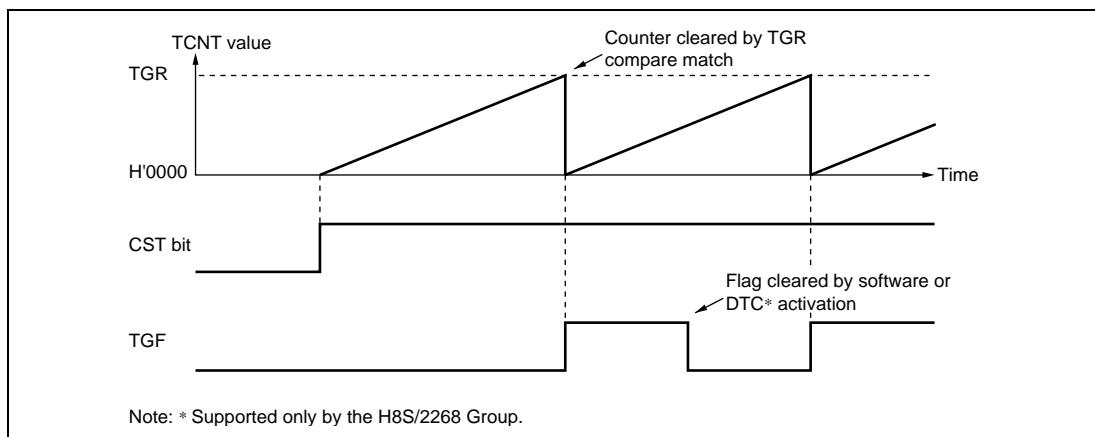 TCNT value
Counter cleared by TGR
compare match
TGR
H'0000
Time
CST bit
Flag cleared by software or
DTC* activation
TGF
Note: * Supported only by the H8S/2268 Group.